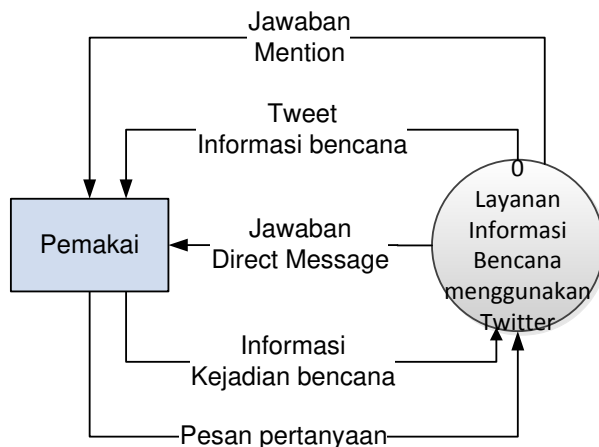 Jawaban
Mention
Tweet
Informasi bencana
Pemakai
Jawaban
Direct Message
0
Layanan
Informasi
Bencana
menggunakan
Twitter
Informasi
Kejadian bencana
Pesan pertanyaan